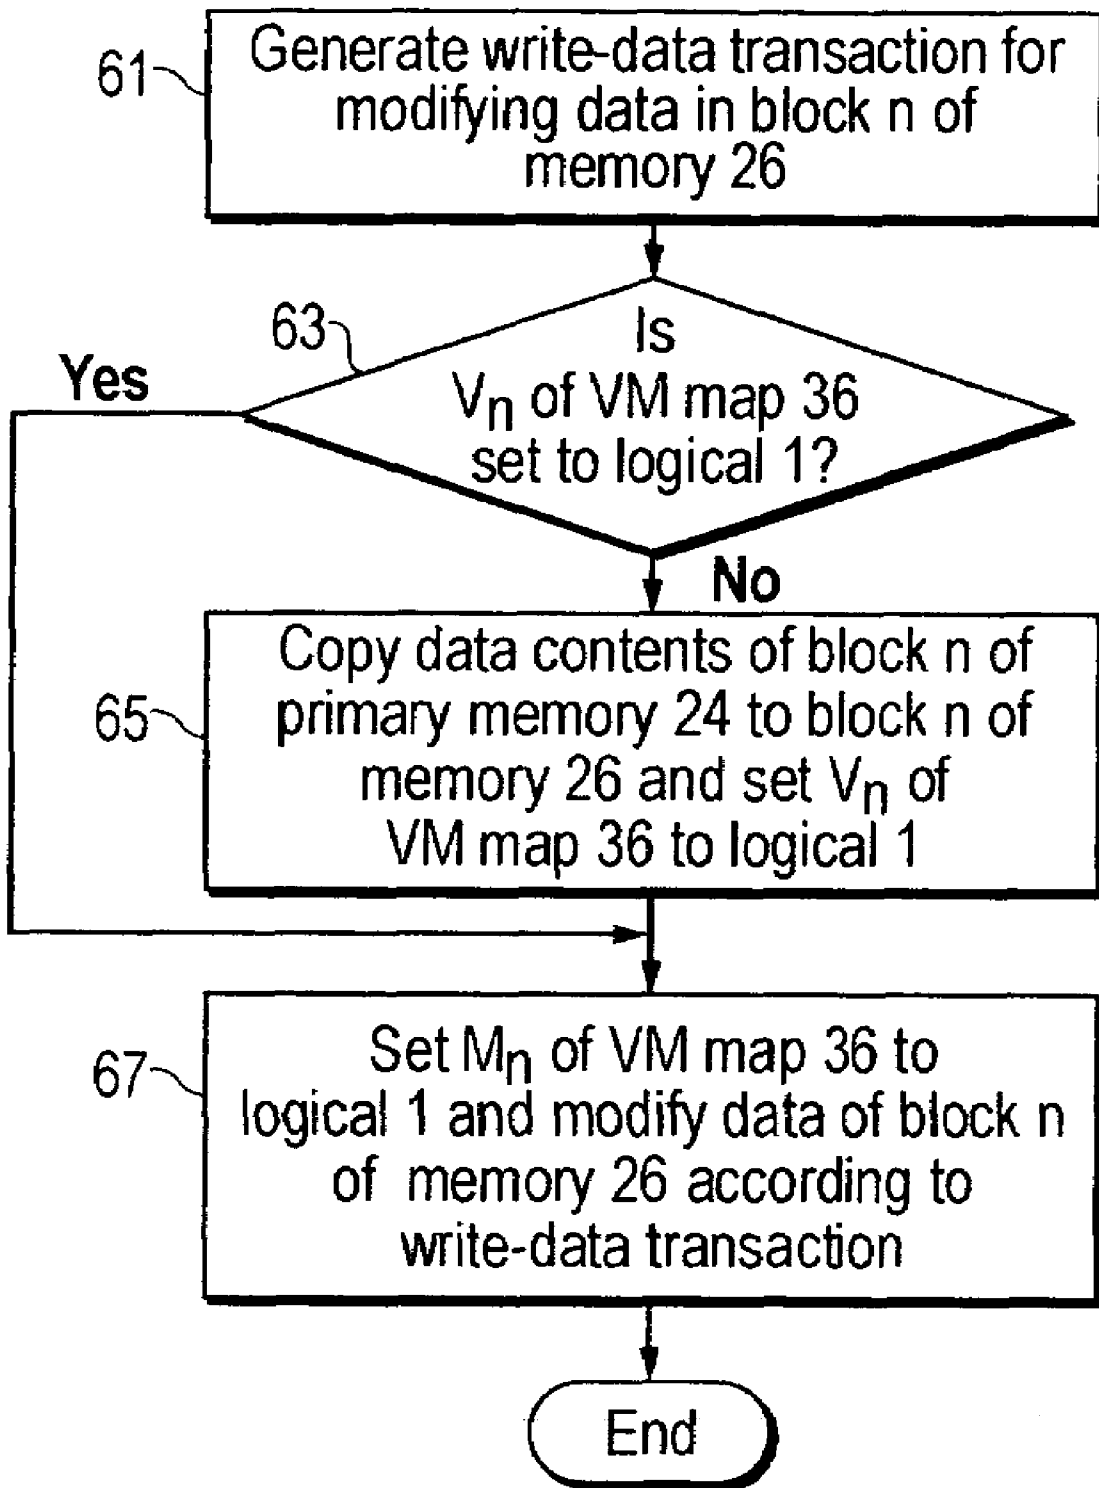 61
Generate write-data transaction for
modifying data in block n of
memory 26
63
Is
Yes
Vn of VM map 36
set to logical 1?
No
Copy data contents of block n of
primary memory 24 to block n of
65
memory 26 and set Vn of
VM map 36 to logical 1
Set Mn of VM map 36 to
67
logical 1 and modify data of block n
of memory 26 according to
write-data transaction
End